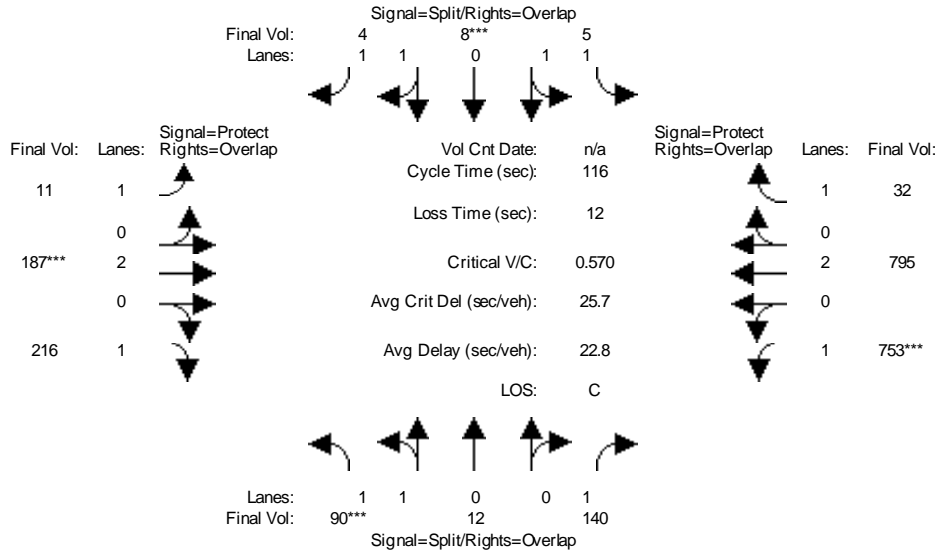 Signal=Split/Rights=Overlap
Final Vol: 4 8*** 5
Lanes: 1 1 0 1 1
Signal=Protect
Final Vol: Lanes: Rights=Overlap
Vol Cnt Date: n/a
Signal=Protect
Rights=Overlap Lanes: Final Vol:
Cycle Time (sec): 116
11 1
1 32
Loss Time (sec): 12
0
0
187*** 2
Critical V/C: 0.570
2 795
0
Avg Crit Del (sec/veh): 25.7
0
216 1
Avg Delay (sec/veh): 22.8
1 753***
LOS: C
Lanes: 1 1 0 0 1
Final Vol: 90*** 12 140
Signal=Split/Rights=Overlap